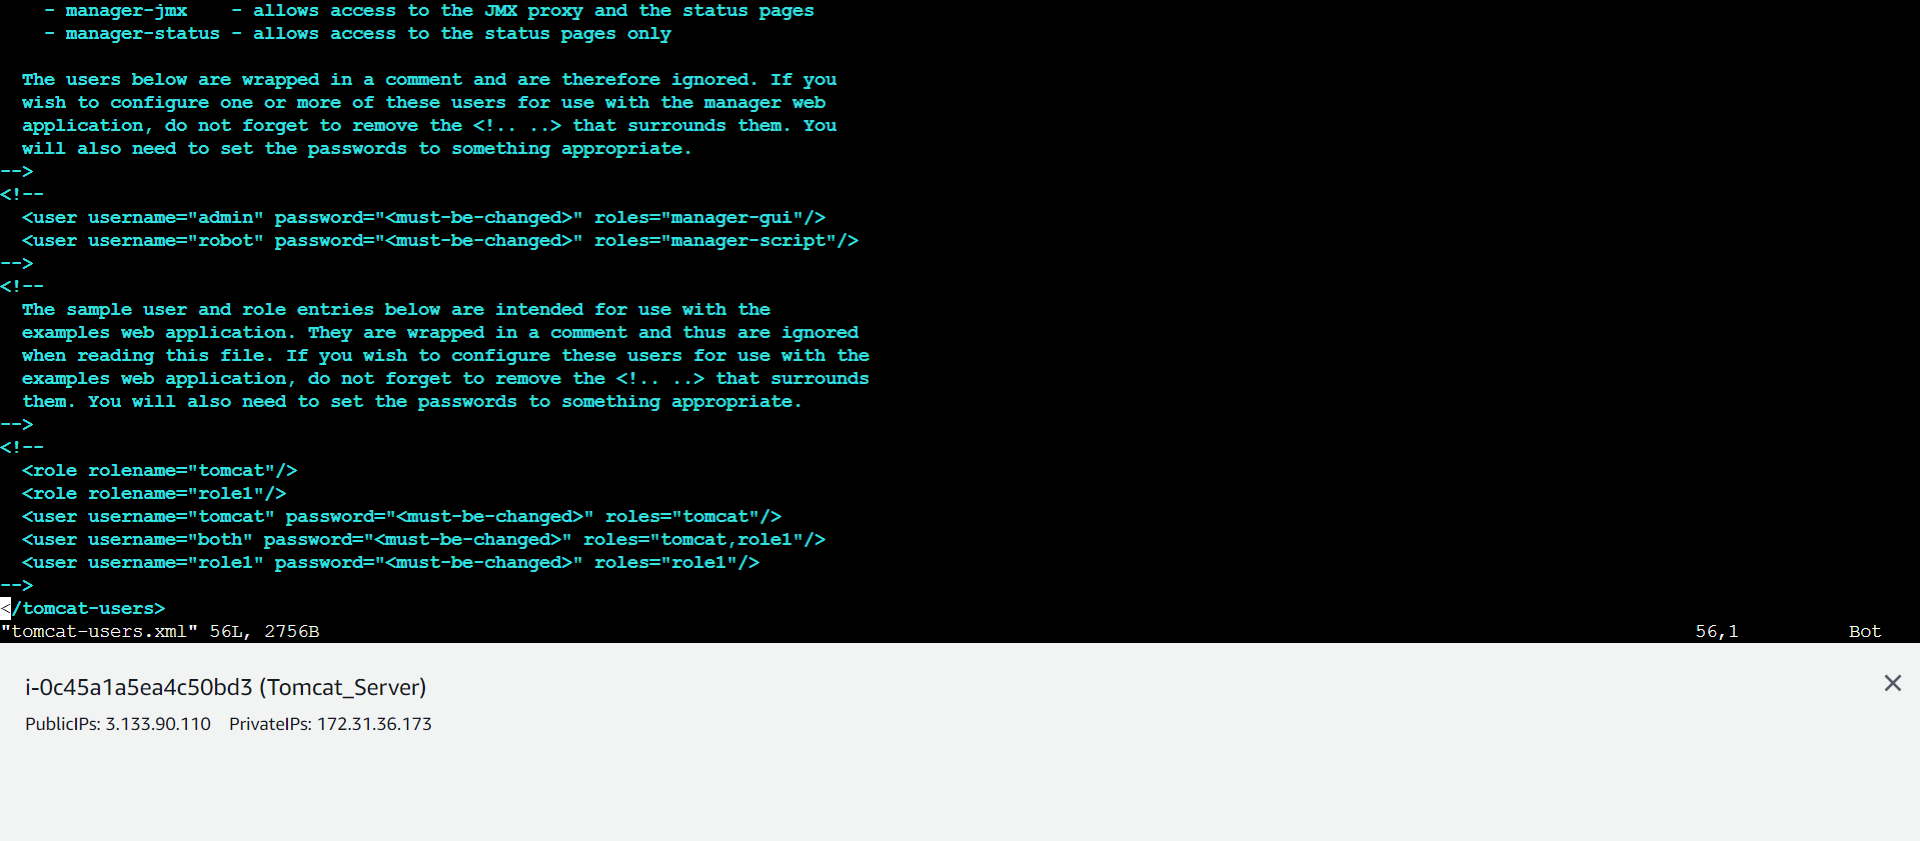 - manager-jmx    - allows access to the JMX proxy and the status pages
    - manager-status - allows access to the status pages only

  The users below are wrapped in a comment and are therefore ignored. If you
  wish to configure one or more of these users for use with the manager web
  application, do not forget to remove the <!.. ..> that surrounds them. You
  will also need to set the passwords to something appropriate.
-->
<!--
  <user username="admin" password="<must-be-changed>" roles="manager-gui"/>
  <user username="robot" password="<must-be-changed>" roles="manager-script"/>
-->
<!--
  The sample user and role entries below are intended for use with the
  examples web application. They are wrapped in a comment and thus are ignored
  when reading this file. If you wish to configure these users for use with the
  examples web application, do not forget to remove the <!.. ..> that surrounds
  them. You will also need to set the passwords to something appropriate.
-->
<!--
  <role rolename="tomcat"/>
  <role rolename="role1"/>
  <user username="tomcat" password="<must-be-changed>" roles="tomcat"/>
  <user username="both" password="<must-be-changed>" roles="tomcat,role1"/>
  <user username="role1" password="<must-be-changed>" roles="role1"/>
-->
</tomcat-users>
"tomcat-users.xml" 56L, 2756B 56,1 Bot
i-0c45a1a5ea4c50bd3 (Tomcat_Server)
PublicIPs: 3.133.90.110 PrivateIPs: 172.31.36.173